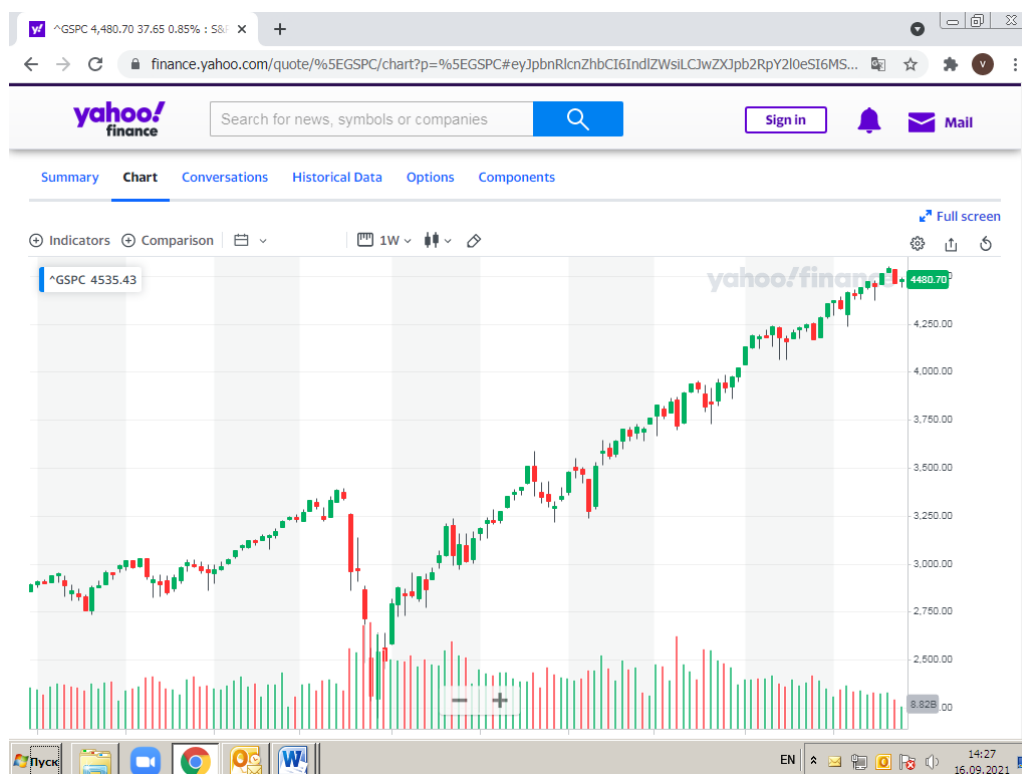 ^GSPC 4,480.70 37.65 0.85% : S&
finance.yahoo.com/quote/%5EGSPC/chart?p=%5EGSPC#eyJpbnRlcnZhbCI6IndlZWsiLCJwZXJpb2RpY2l0eSI6MS...
V
yahoo!
finance
Search for news, symbols or companies
Sign in
Mail
Summary Chart Conversations Historical Data Options Components
Full screen
Indicators Comparison 1W
^GSPC 4535.43
yahoo!finance
4480.70
4,250.00
4,000.00
3,750.00
3,500.00
3,250.00
3,000.00
2,750.00
2,500.00
8.82B .00
Пуск
EN
14:27
16.09.2021